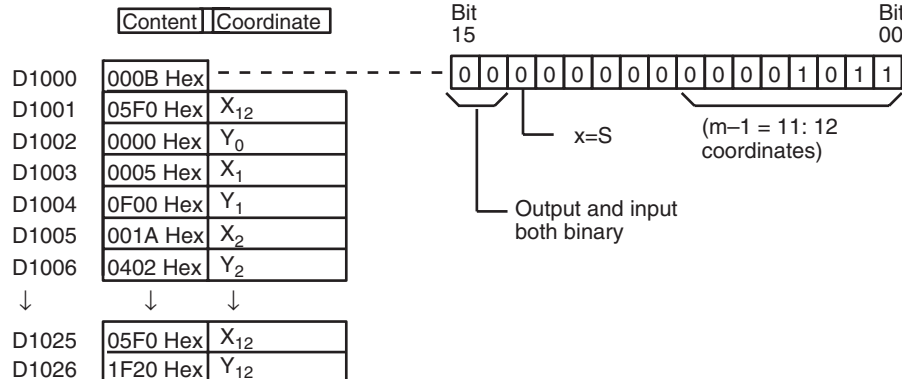 Content Coordinate
Bit 15 Bit 00
D1000 000B Hex 0 0 0 0 0 0 0 0 0 0 0 0 1 0 1 1
D1001 05F0 Hex X12
D1002 0000 Hex Y0
D1003 0005 Hex X1
D1004 0F00 Hex Y1
D1005 001A Hex X2
D1006 0402 Hex Y2
↓ ↓ ↓
D1025 05F0 Hex X12
D1026 1F20 Hex Y12
x=S
(m–1 = 11: 12
coordinates)
Output and input
both binary